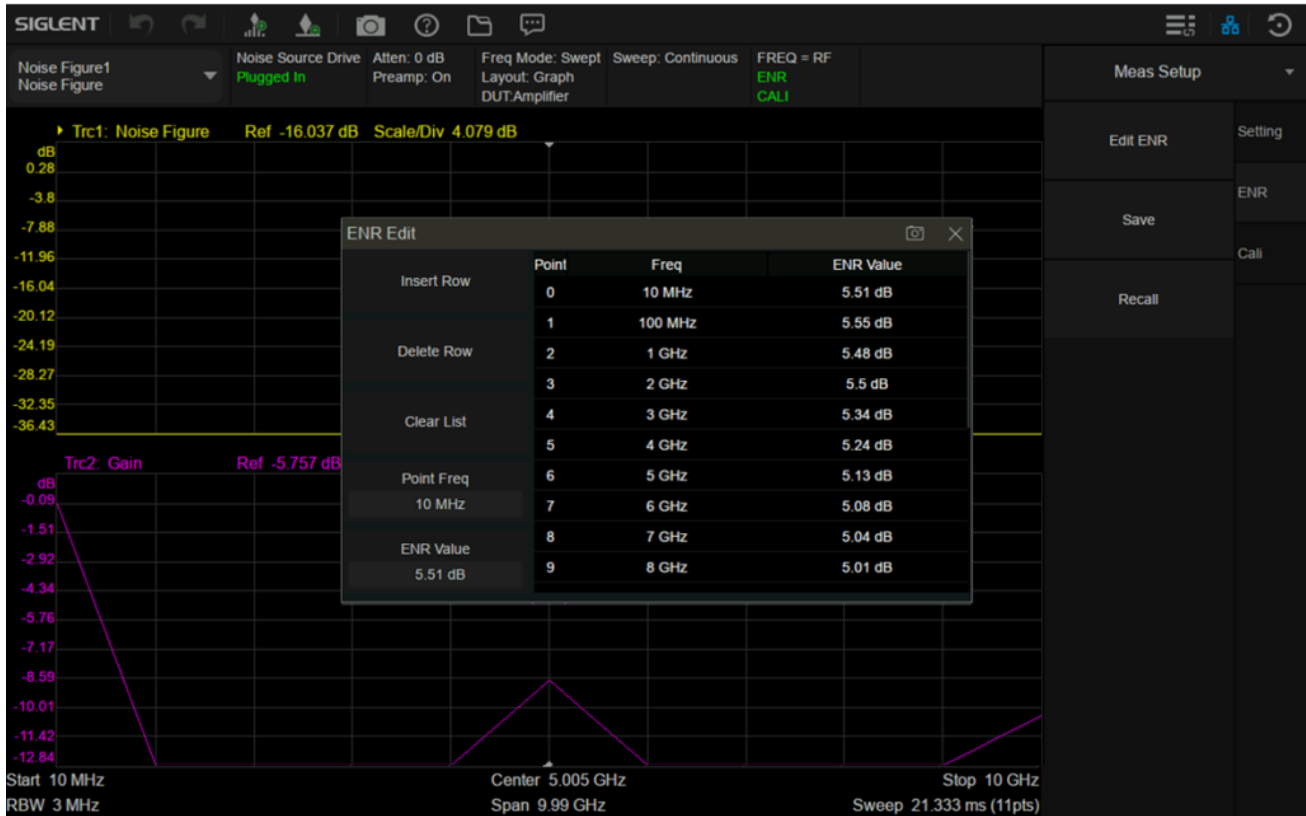 SIGLENT
Noise Figure1
Noise Figure
Noise Source Drive
Plugged In
Atten: 0 dB
Preamp: On
Freq Mode: Swept
Layout: Graph
DUT:Amplifier
Sweep: Continuous
FREQ = RF
ENR
CALI
Meas Setup
Edit ENR
Save
Recall
Setting
ENR
Cali
Trc1: Noise Figure Ref -16.037 dB Scale/Div 4.079 dB
dB
0.28
-3.8
-7.88
-11.96
-16.04
-20.12
-24.19
-28.27
-32.35
-36.43
ENR Edit
Insert Row
Delete Row
Clear List
Point Freq
10 MHz
ENR Value
5.51 dB
Point Freq ENR Value
0 10 MHz 5.51 dB
1 100 MHz 5.55 dB
2 1 GHz 5.48 dB
3 2 GHz 5.5 dB
4 3 GHz 5.34 dB
5 4 GHz 5.24 dB
6 5 GHz 5.13 dB
7 6 GHz 5.08 dB
8 7 GHz 5.04 dB
9 8 GHz 5.01 dB
Trc2: Gain Ref -5.757 dB
dB
-0.09
-1.51
-2.92
-4.34
-5.76
-7.17
-8.59
-10.01
-11.42
-12.84
Start 10 MHz Center 5.005 GHz Stop 10 GHz
RBW 3 MHz Span 9.99 GHz Sweep 21.333 ms (11pts)